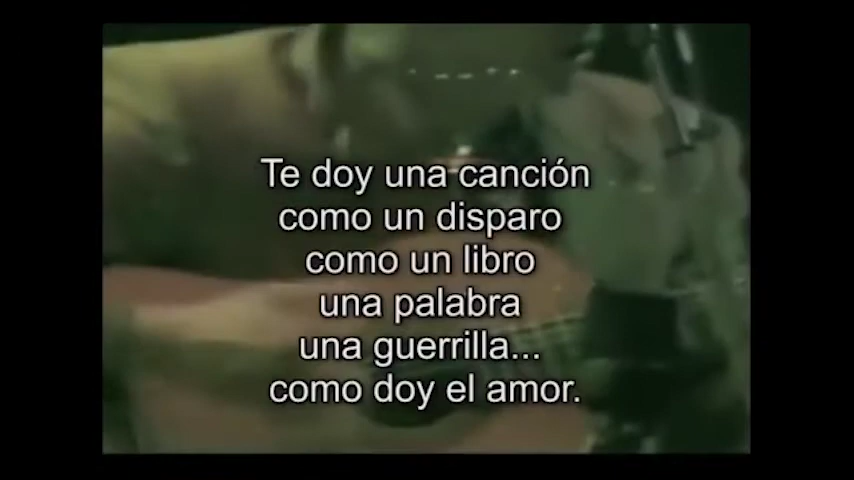 Te doy una canción
como un disparo
como un libro
una palabra
una guerrilla...
como doy el amor.